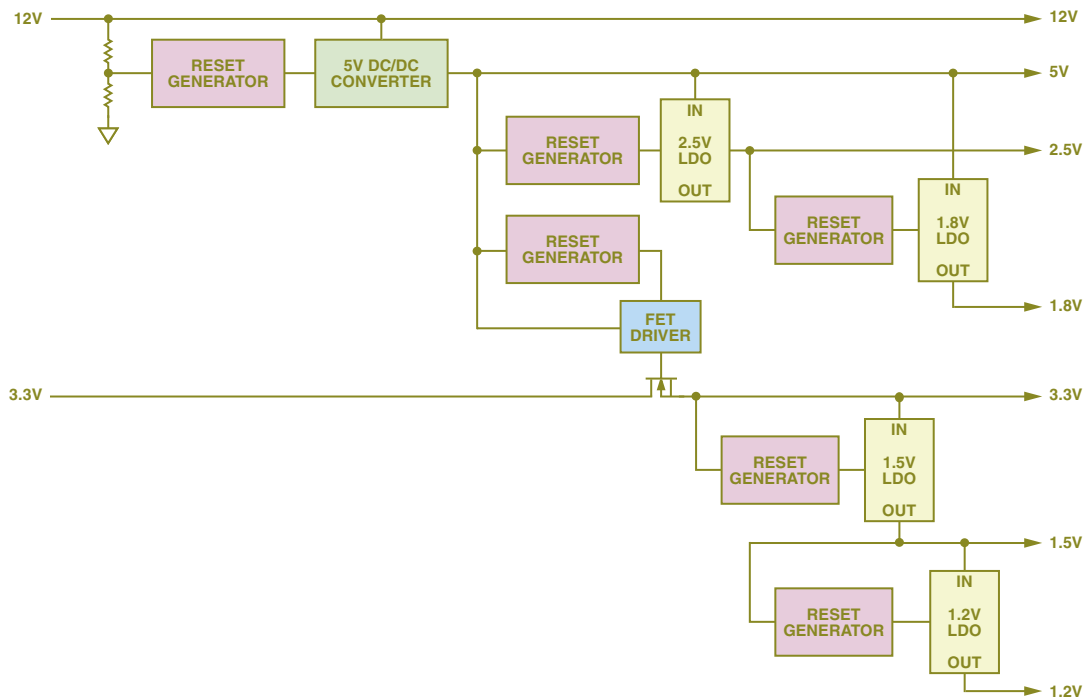 12V
12V
RESET
GENERATOR
5V DC/DC
CONVERTER
5V
RESET
GENERATOR
IN
2.5V
LDO
OUT
2.5V
RESET
GENERATOR
IN
1.8V
LDO
OUT
1.8V
RESET
GENERATOR
FET
DRIVER
3.3V
3.3V
RESET
GENERATOR
IN
1.5V
LDO
OUT
1.5V
RESET
GENERATOR
IN
1.2V
LDO
OUT
1.2V